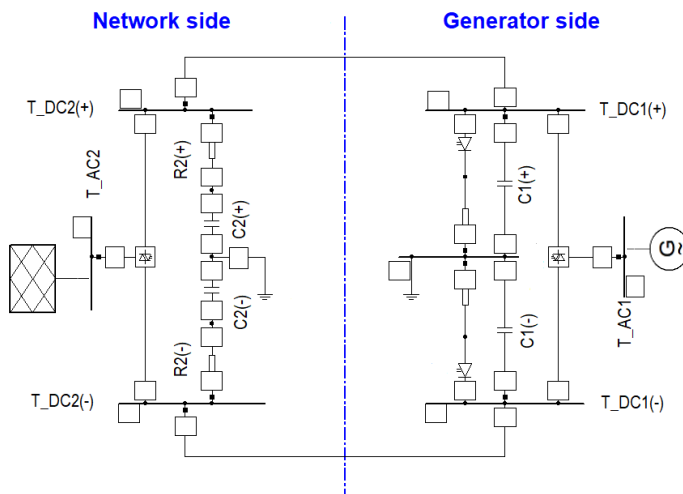 Network side
Generator side
T_DC2(+)
T_DC1(+)
R2(+)
T_AC2
C1(+)
C2(+)
G
~
C2(-)
C1(-)
T_AC1
R2(-)
T_DC2(-)
T_DC1(-)